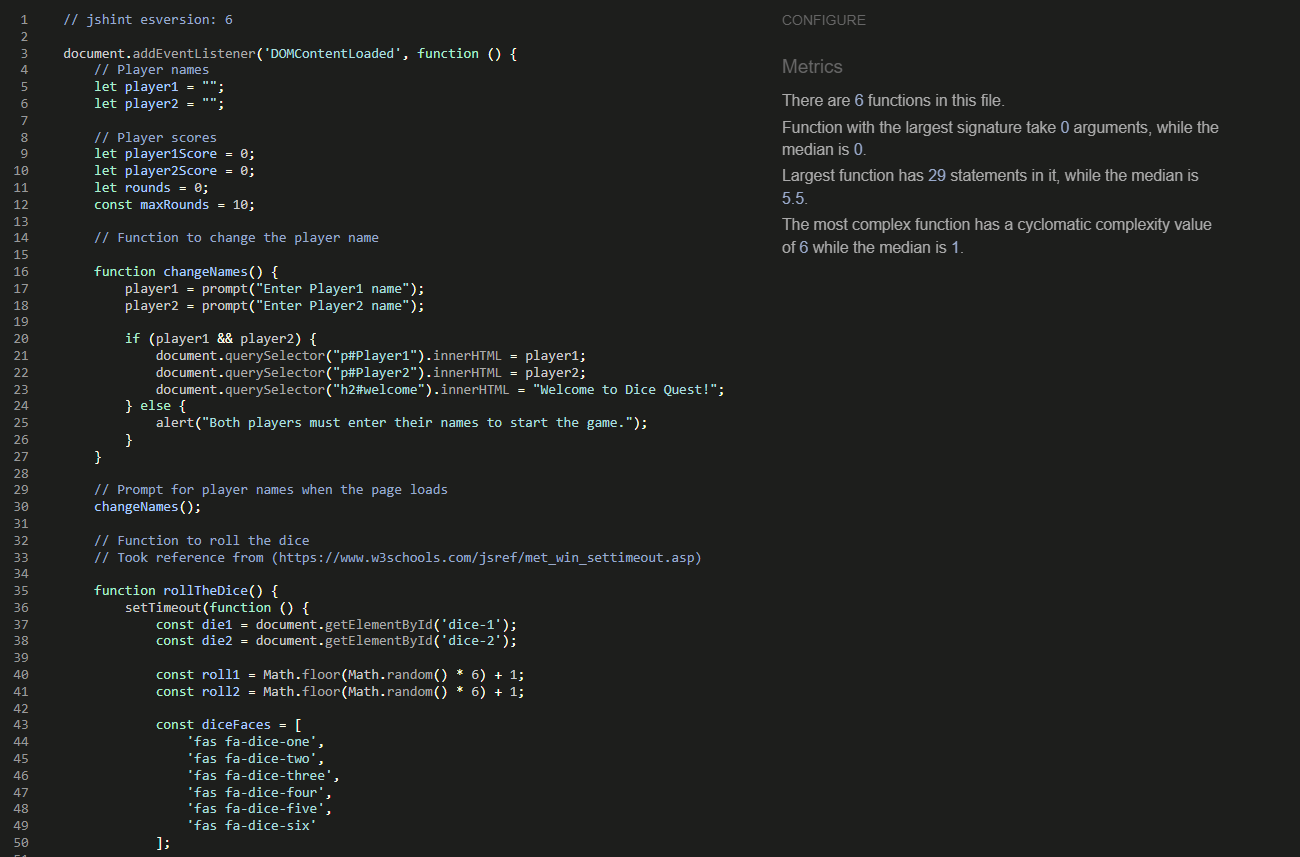 1 // jshint esversion: 6
2
3 document.addEventListener('DOMContentLoaded', function () {
4     // Player names
5     let player1 = "";
6     let player2 = "";
7
8     // Player scores
9     let player1Score = 0;
10     let player2Score = 0;
11     let rounds = 0;
12     const maxRounds = 10;
13
14     // Function to change the player name
15
16     function changeNames() {
17         player1 = prompt("Enter Player1 name");
18         player2 = prompt("Enter Player2 name");
19
20         if (player1 && player2) {
21             document.querySelector("p#Player1").innerHTML = player1;
22             document.querySelector("p#Player2").innerHTML = player2;
23             document.querySelector("h2#welcome").innerHTML = "Welcome to Dice Quest!";
24         } else {
25             alert("Both players must enter their names to start the game.");
26         }
27     }
28
29     // Prompt for player names when the page loads
30     changeNames();
31
32     // Function to roll the dice
33     // Took reference from (https://www.w3schools.com/jsref/met_win_settimeout.asp)
34
35     function rollTheDice() {
36         setTimeout(function () {
37             const die1 = document.getElementById('dice-1');
38             const die2 = document.getElementById('dice-2');
39
40             const roll1 = Math.floor(Math.random() * 6) + 1;
41             const roll2 = Math.floor(Math.random() * 6) + 1;
42
43             const diceFaces = [
44                 'fas fa-dice-one',
45                 'fas fa-dice-two',
46                 'fas fa-dice-three',
47                 'fas fa-dice-four',
48                 'fas fa-dice-five',
49                 'fas fa-dice-six'
50             ];
CONFIGURE
Metrics
There are 6 functions in this file.
Function with the largest signature take 0 arguments, while the
median is 0.
Largest function has 29 statements in it, while the median is
5.5.
The most complex function has a cyclomatic complexity value
of 6 while the median is 1.